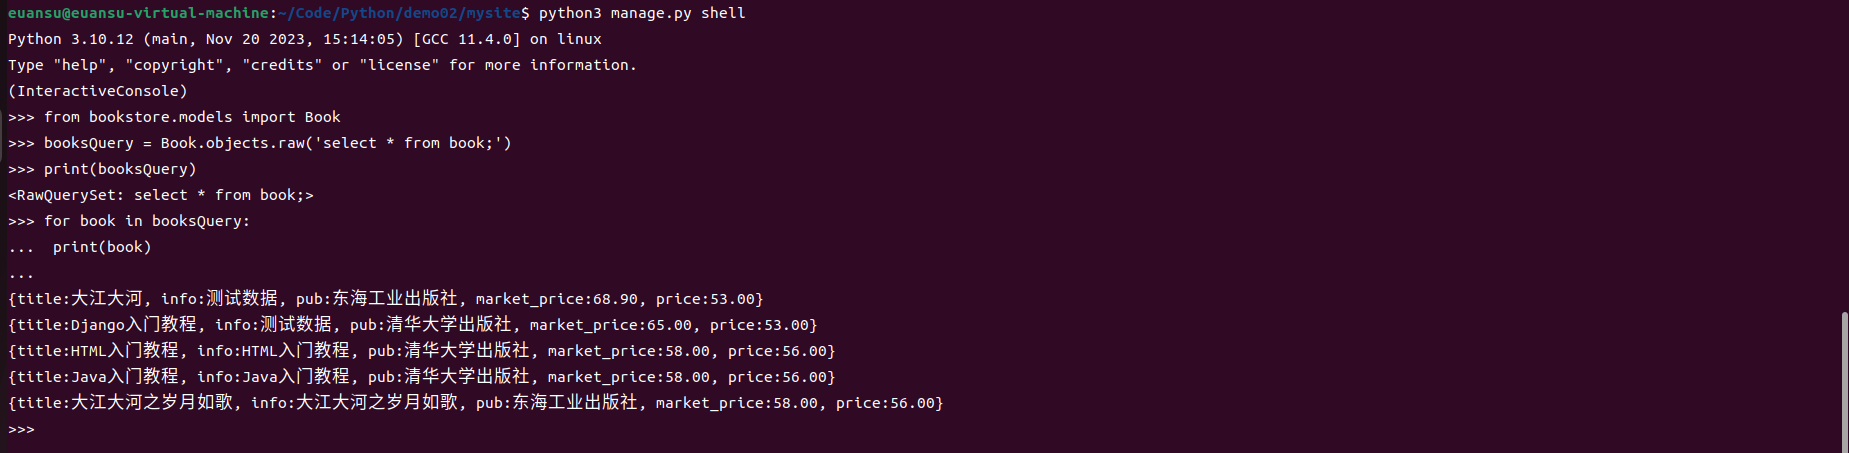 euansu@euansu-virtual-machine:~/Code/Python/demo02/mysite$ python3 manage.py shell
Python 3.10.12 (main, Nov 20 2023, 15:14:05) [GCC 11.4.0] on linux
Type "help", "copyright", "credits" or "license" for more information.
(InteractiveConsole)
>>> from bookstore.models import Book
>>> booksQuery = Book.objects.raw('select * from book;')
>>> print(booksQuery)
<RawQuerySet: select * from book;>
>>> for book in booksQuery:
...  print(book)
...
{title:大江大河, info:测试数据, pub:东海工业出版社, market_price:68.90, price:53.00}
{title:Django入门教程, info:测试数据, pub:清华大学出版社, market_price:65.00, price:53.00}
{title:HTML入门教程, info:HTML入门教程, pub:清华大学出版社, market_price:58.00, price:56.00}
{title:Java入门教程, info:Java入门教程, pub:清华大学出版社, market_price:58.00, price:56.00}
{title:大江大河之岁月如歌, info:大江大河之岁月如歌, pub:东海工业出版社, market_price:58.00, price:56.00}
>>>